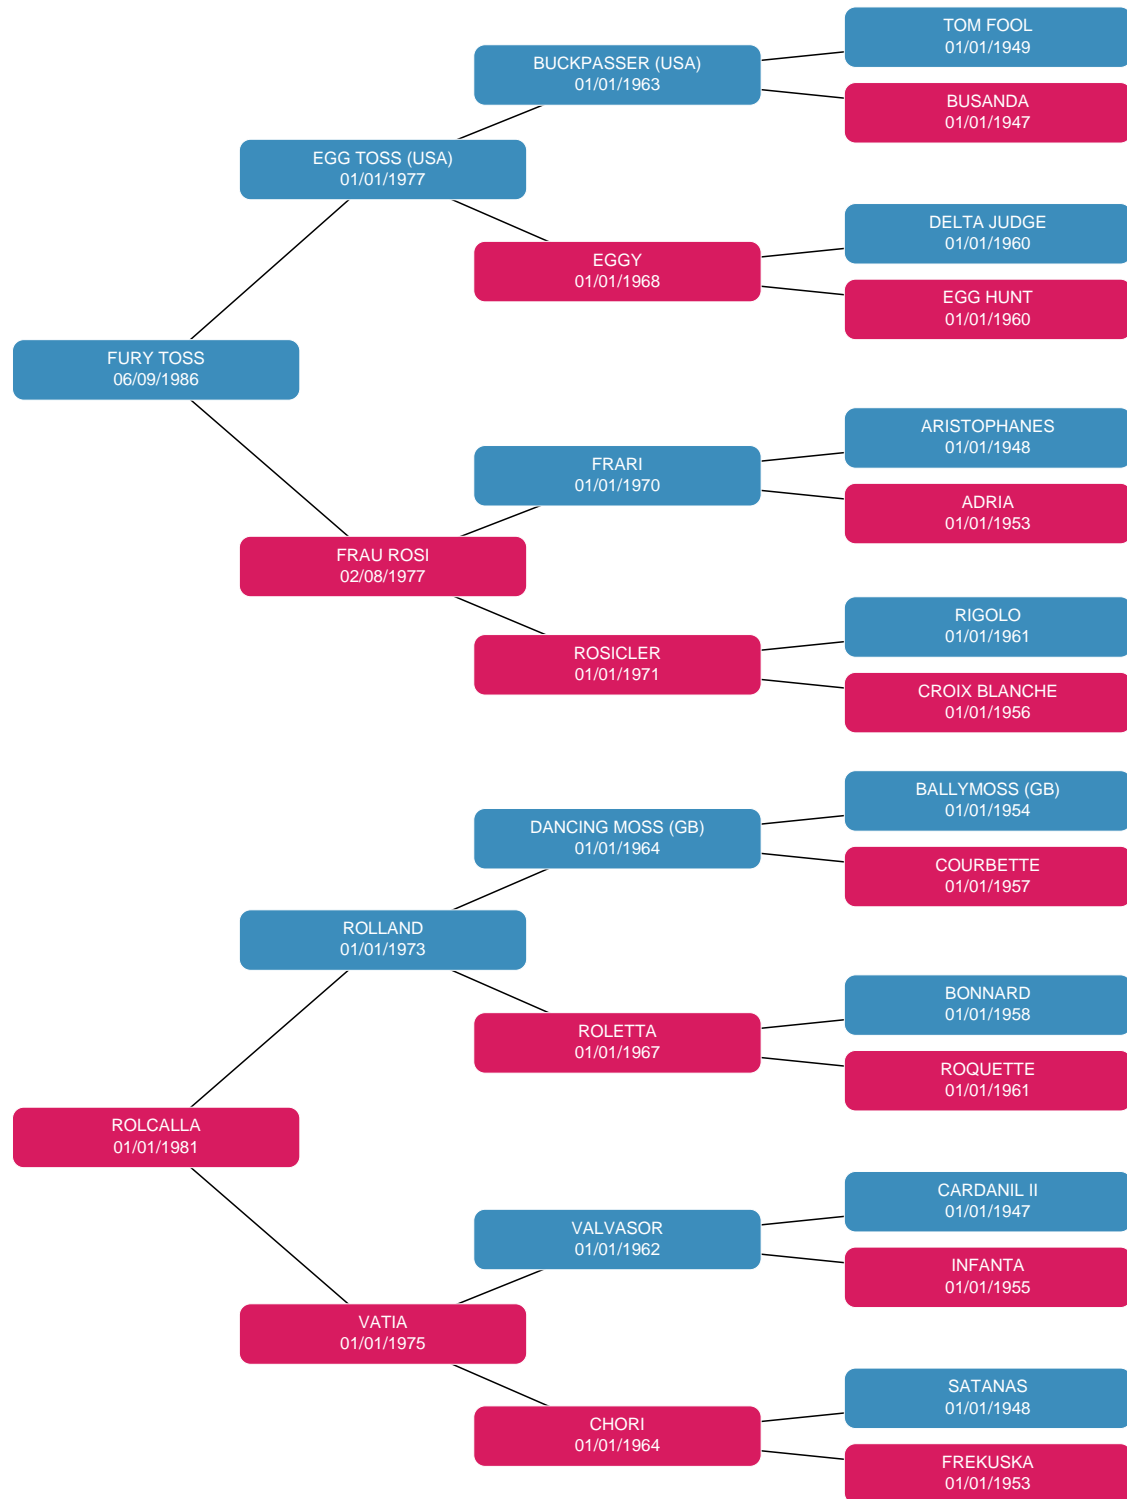 TOM FOOL
01/01/1949
BUCKPASSER (USA)
01/01/1963
BUSANDA
01/01/1947
EGG TOSS (USA)
01/01/1977
DELTA JUDGE
01/01/1960
EGGY
01/01/1968
EGG HUNT
01/01/1960
FURY TOSS
06/09/1986
ARISTOPHANES
01/01/1948
FRARI
01/01/1970
ADRIA
01/01/1953
FRAU ROSI
02/08/1977
RIGOLO
01/01/1961
ROSICLER
01/01/1971
CROIX BLANCHE
01/01/1956
BALLYMOSS (GB)
01/01/1954
DANCING MOSS (GB)
01/01/1964
COURBETTE
01/01/1957
ROLLAND
01/01/1973
BONNARD
01/01/1958
ROLETTA
01/01/1967
ROQUETTE
01/01/1961
ROLCALLA
01/01/1981
CARDANIL II
01/01/1947
VALVASOR
01/01/1962
INFANTA
01/01/1955
VATIA
01/01/1975
SATANAS
01/01/1948
CHORI
01/01/1964
FREKUSKA
01/01/1953